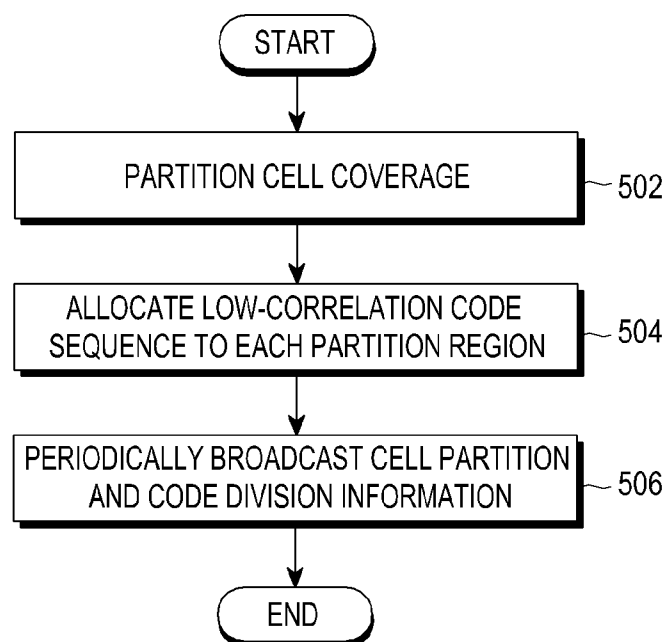 START
PARTITION CELL COVERAGE
502
ALLOCATE LOW-CORRELATION CODE
SEQUENCE TO EACH PARTITION REGION
504
PERIODICALLY BROADCAST CELL PARTITION
AND CODE DIVISION INFORMATION
506
END